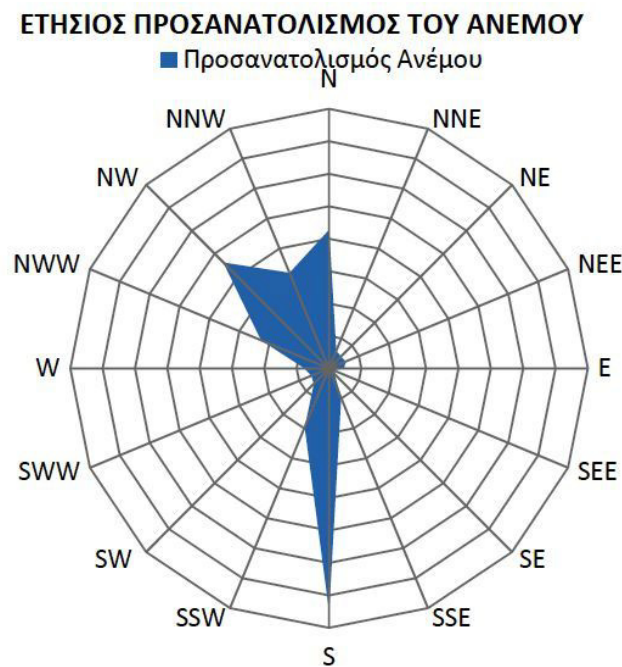 ΕΤΗΣΙΟΣ ΠΡΟΣΑΝΑΤΟΛΙΣΜΟΣ ΤΟΥ ΑΝΕΜΟΥ
Προσανατολισμός Ανέμου
N
NNW
NNE
NW
NE
NWW
NEE
W
E
SWW
SEE
SW
SE
SSW
SSE
S